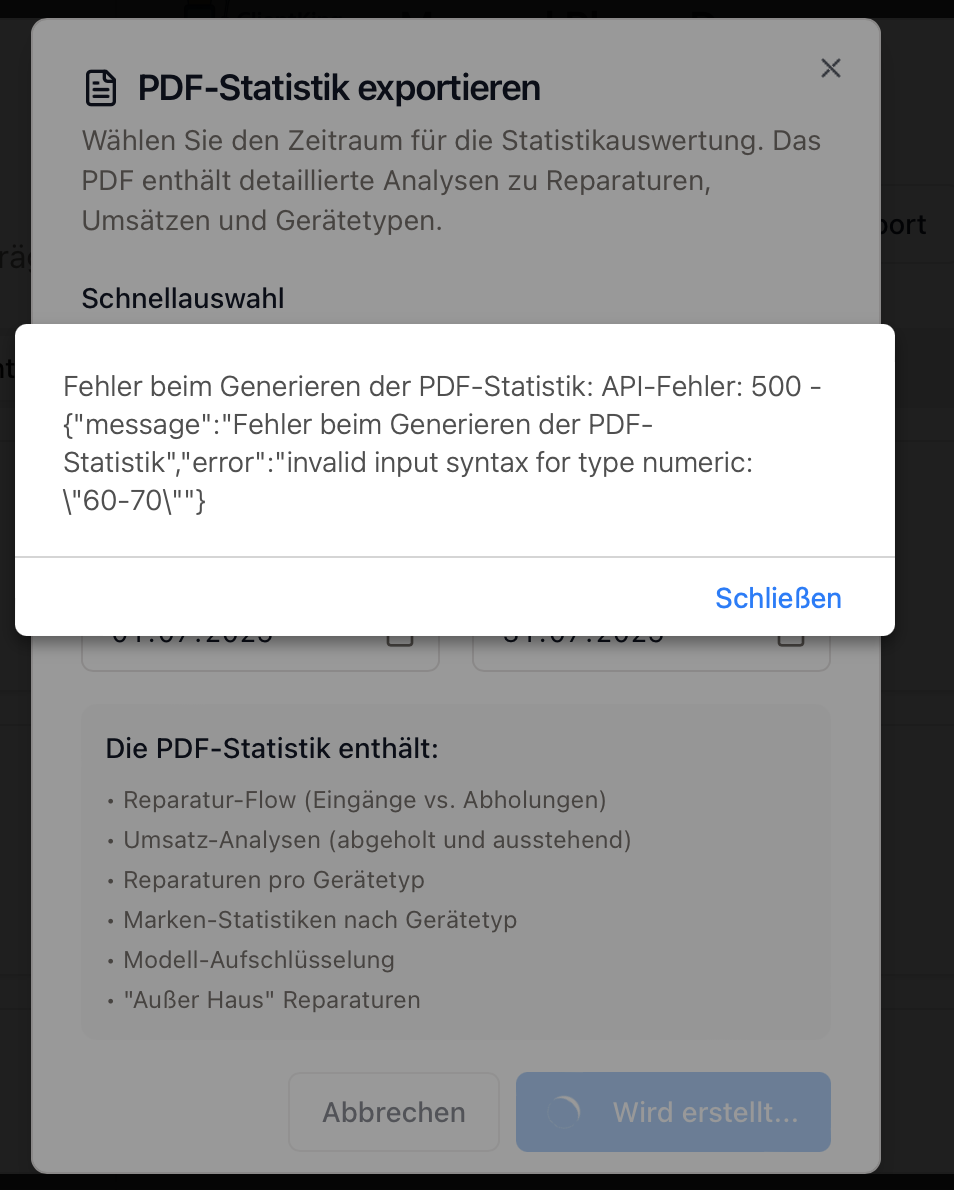 PDF-Statistik exportieren
Wählen Sie den Zeitraum für die Statistikauswertung. Das
PDF enthält detaillierte Analysen zu Reparaturen,
Umsätzen und Gerätetypen.
port
Schnellauswahl
Fehler beim Generieren der PDF-Statistik: API-Fehler: 500 -
{"message":"Fehler beim Generieren der PDF-
Statistik","error":"invalid input syntax for type numeric:
\"60-70\""}
Schließen
Die PDF-Statistik enthält:
• Reparatur-Flow (Eingänge vs. Abholungen)
• Umsatz-Analysen (abgeholt und ausstehend)
• Reparaturen pro Gerätetyp
• Marken-Statistiken nach Gerätetyp
• Modell-Aufschlüsselung
• "Außer Haus" Reparaturen
Abbrechen
Wird erstellt...